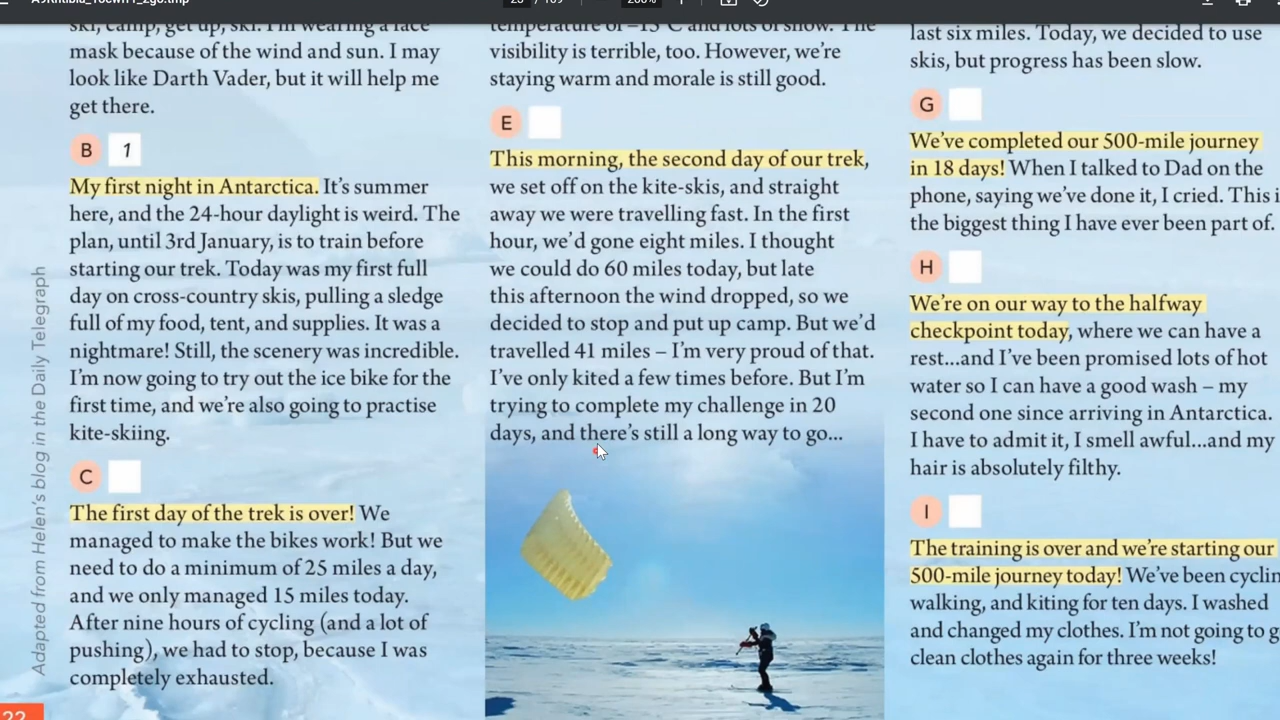 23 / 169
200%
ski, camp, get up, ski. I'm wearing a face
mask because of the wind and sun. I may
look like Darth Vader, but it will help me
get there.
B 1
My first night in Antarctica. It's summer
here, and the 24-hour daylight is weird. The
plan, until 3rd January, is to train before
starting our trek. Today was my first full
day on cross-country skis, pulling a sledge
full of my food, tent, and supplies. It was a
nightmare! Still, the scenery was incredible.
I'm now going to try out the ice bike for the
first time, and we're also going to practise
kite-skiing.
C
The first day of the trek is over! We
managed to make the bikes work! But we
need to do a minimum of 25 miles a day,
and we only managed 15 miles today.
After nine hours of cycling (and a lot of
pushing), we had to stop, because I was
completely exhausted.
Adapted from Helen's blog in the Daily Telegraph
22
temperature of –15°C and lots of snow. The
visibility is terrible, too. However, we're
staying warm and morale is still good.
E
This morning, the second day of our trek,
we set off on the kite-skis, and straight
away we were travelling fast. In the first
hour, we'd gone eight miles. I thought
we could do 60 miles today, but late
this afternoon the wind dropped, so we
decided to stop and put up camp. But we'd
travelled 41 miles – I'm very proud of that.
I've only kited a few times before. But I'm
trying to complete my challenge in 20
days, and there's still a long way to go...
last six miles. Today, we decided to use
skis, but progress has been slow.
G
We've completed our 500-mile journey
in 18 days! When I talked to Dad on the
phone, saying we've done it, I cried. This i
the biggest thing I have ever been part of.
H
We're on our way to the halfway
checkpoint today, where we can have a
rest...and I've been promised lots of hot
water so I can have a good wash – my
second one since arriving in Antarctica.
I have to admit it, I smell awful...and my
hair is absolutely filthy.
I
The training is over and we're starting our
500-mile journey today! We've been cyclin
walking, and kiting for ten days. I washed
and changed my clothes. I'm not going to g
clean clothes again for three weeks!